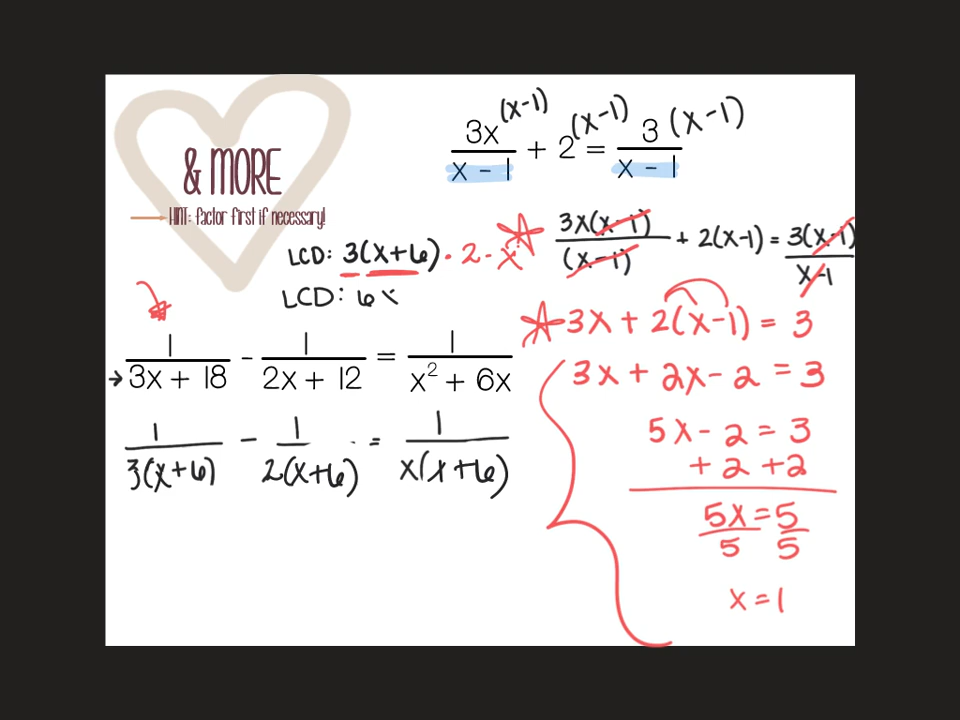 & MORE
HINT: factor first if necessary!
(x-1) (x-1) (x-1)
3x/(x - 1) + 2 = 3/(x - 1)
LCD: 3(x+6) · 2 · x
LCD: 6x
3x(x-1)/(x-1) + 2(x-1) = 3(x-1)/(x-1)
1/(3x + 18) - 1/(2x + 12) = 1/(x² + 6x)
1/(3(x+6)) - 1/(2(x+6)) = 1/(x(x+6))
3x + 2(x-1) = 3
3x + 2x - 2 = 3
5x - 2 = 3
+ 2 +2
5x/5 = 5/5
x = 1